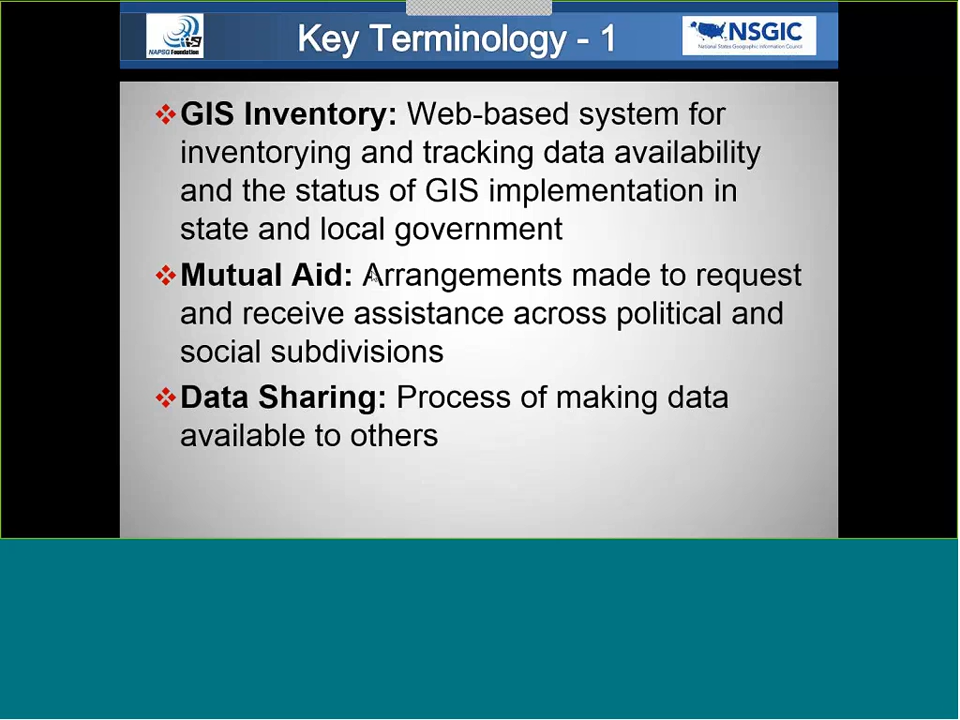 NAPSG Foundation
Key Terminology - 1
NSGIC
National States Geographic Information Council
GIS Inventory: Web-based system for
inventorying and tracking data availability
and the status of GIS implementation in
state and local government
Mutual Aid: Arrangements made to request
and receive assistance across political and
social subdivisions
Data Sharing: Process of making data
available to others